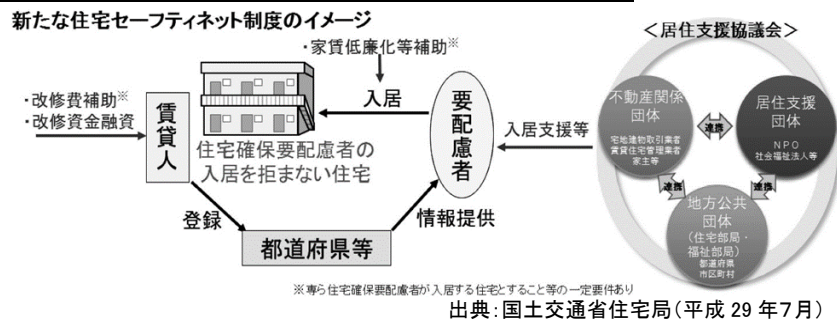 新たな住宅セーフティネット制度のイメージ
・家賃低廉化等補助※
・改修費補助※
・改修資金融資
賃貸人
入居
要配慮者
住宅確保要配慮者の
入居を拒まない住宅
登録
情報提供
都道府県等
入居支援等
＜居住支援協議会＞
不動産関係
団体
宅地建物取引業者
賃貸住宅管理業者
家主等
連携
居住支援
団体
NPO
社会福祉法人等
連携
連携
地方公共
団体
（住宅部局・
福祉部局）
都道府県
市区町村
※専ら住宅確保要配慮者が入居する住宅とすること等の一定要件あり
出典：国土交通省住宅局（平成29年7月）